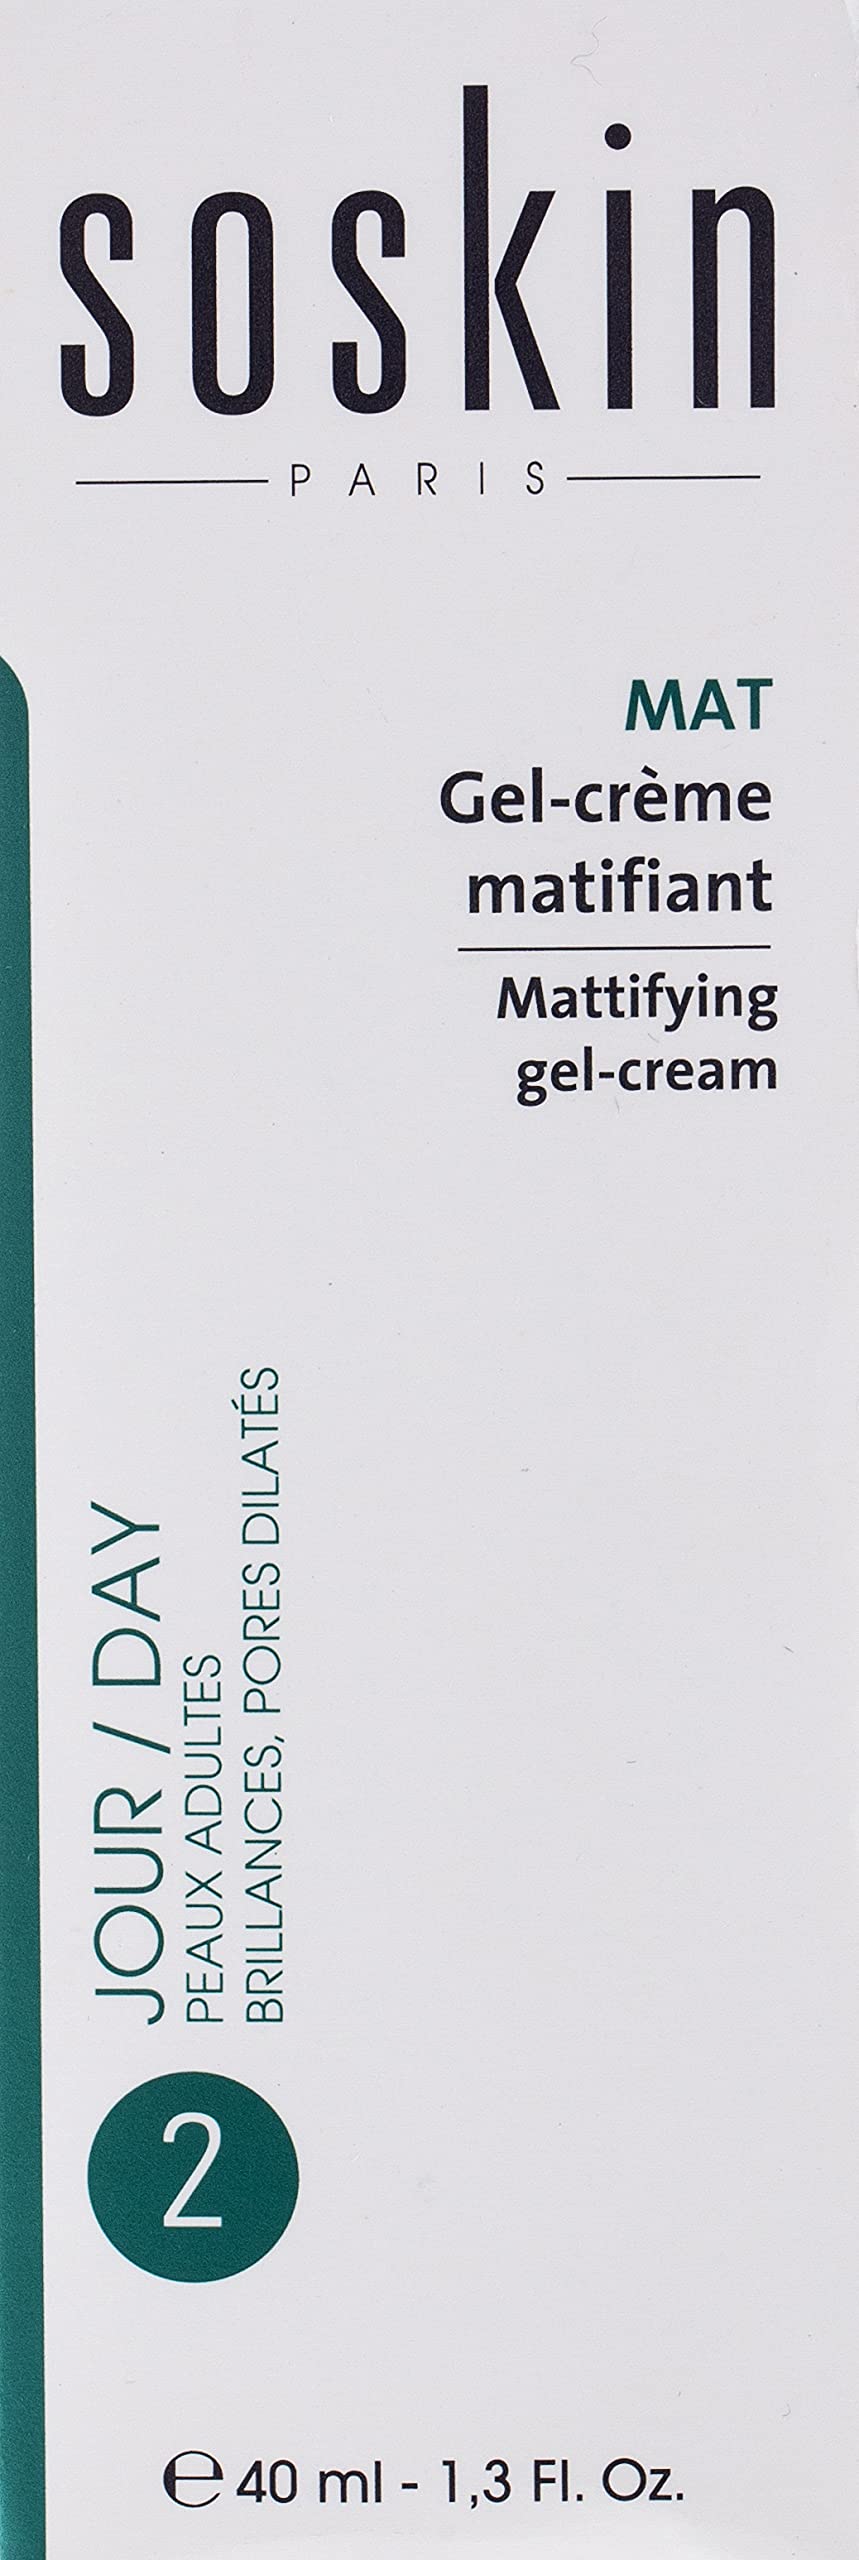 soskin
PARIS
MAT
Gel-crème
matifiant
Mattifying
gel-cream
JOUR / DAY
PEAUX ADULTES
BRILLANCES, PORES DILATÉS
2
℮ 40 ml - 1,3 Fl. Oz.